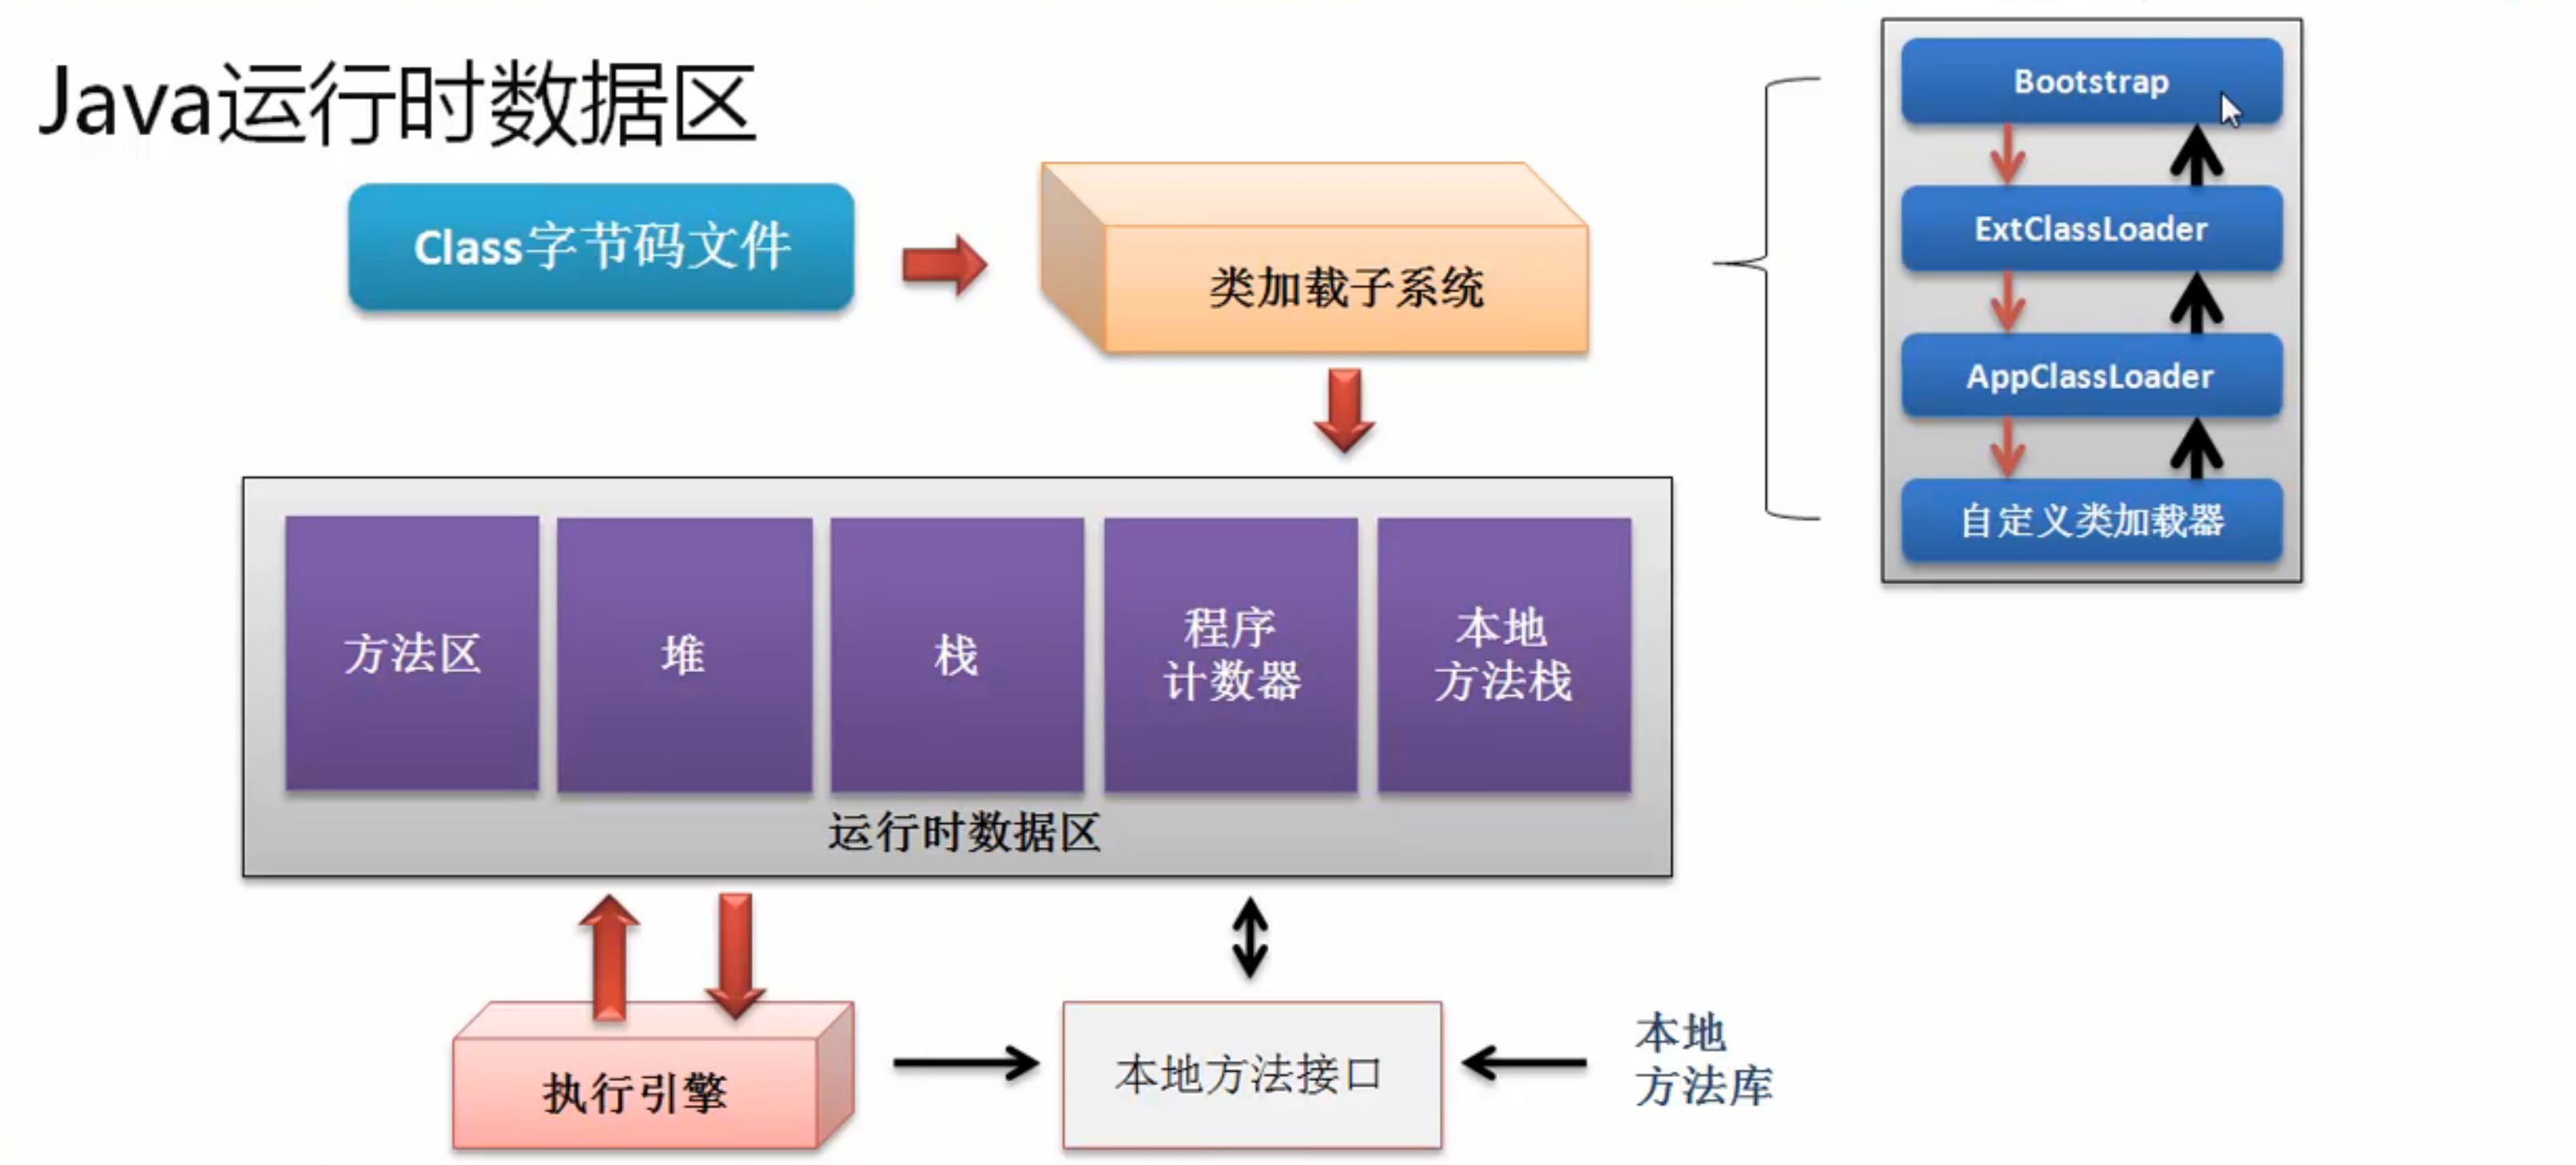 Java运行时数据区
Class字节码文件
类加载子系统
Bootstrap
ExtClassLoader
AppClassLoader
自定义类加载器
方法区
堆
栈
程序
计数器
本地
方法栈
运行时数据区
执行引擎
本地方法接口
本地
方法库